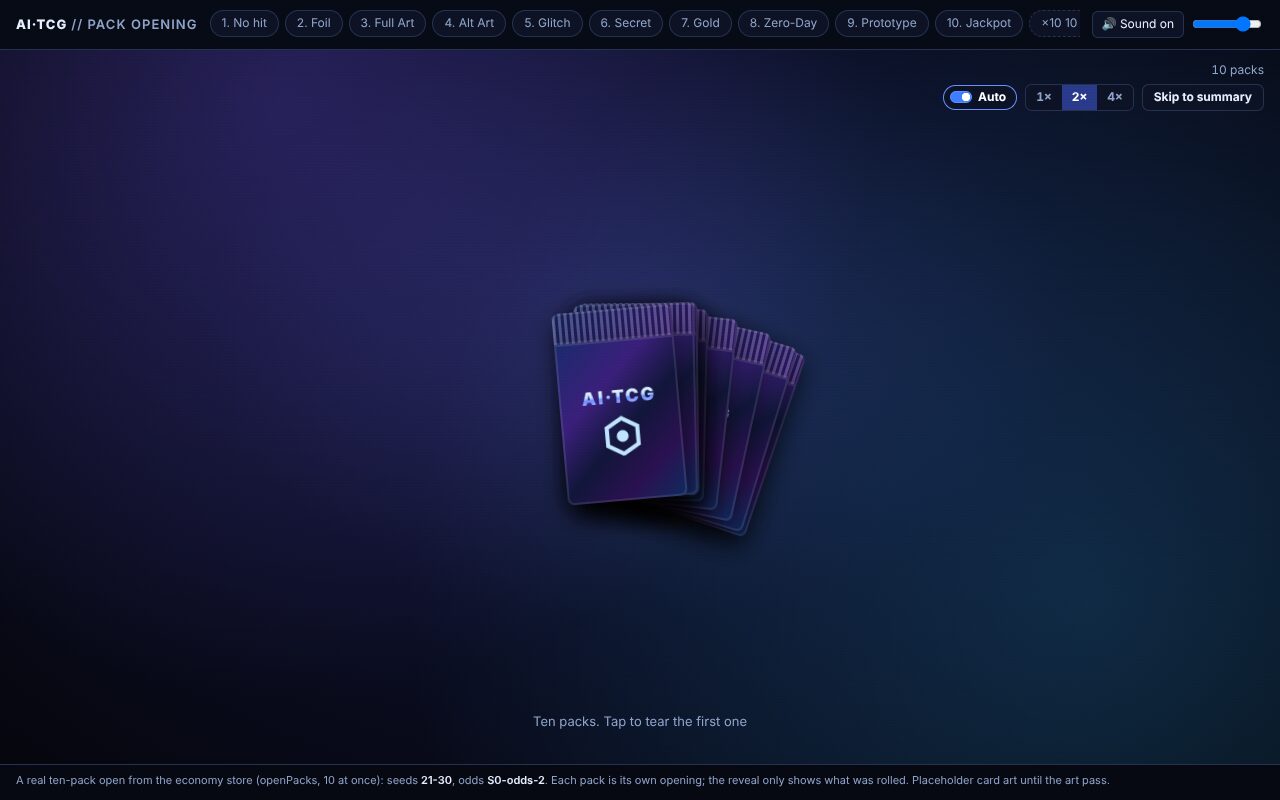 AI·TCG // PACK OPENING
1. No hit
2. Foil
3. Full Art
4. Alt Art
5. Glitch
6. Secret
7. Gold
8. Zero-Day
9. Prototype
10. Jackpot
×10 10
🔊 Sound on
10 packs
Auto
1×
2×
4×
Skip to summary
AI·TCG
Ten packs. Tap to tear the first one
A real ten-pack open from the economy store (openPacks, 10 at once): seeds 21-30, odds S0-odds-2. Each pack is its own opening; the reveal only shows what was rolled. Placeholder card art until the art pass.